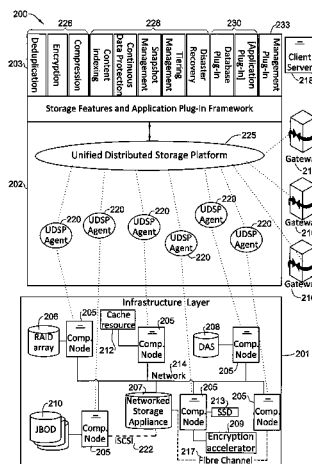 200
226
228
230
233
203
Deduplication
Encryption
Compression
Content Indexing
Continuous Data Protection
Snapshot Management
Tiering Management
Disaster Recovery
[Database Plug-In]
[Application Plug-In]
Management Plug-In
Client Server
218
Storage Features and Application Plug-In Framework
225
Unified Distributed Storage Platform
202
220
UDSP Agent
220
UDSP Agent
220
UDSP Agent
UDSP Agent
220
220
UDSP Agent
UDSP Agent
220
Gateway
Gateway
Gateway
216
Infrastructure Layer
201
206
RAID array
205
Comp. Node
Cache resource
212
205
Comp. Node
208
DAS
205
Comp. Node
205
214
Network
210
JBOD
Comp. Node
205
207
Networked Storage Appliance
iSCSI
222
205
Comp. Node
213
SSD
209
Encryption accelerator
205
Comp. Node
217
Fibre Channel